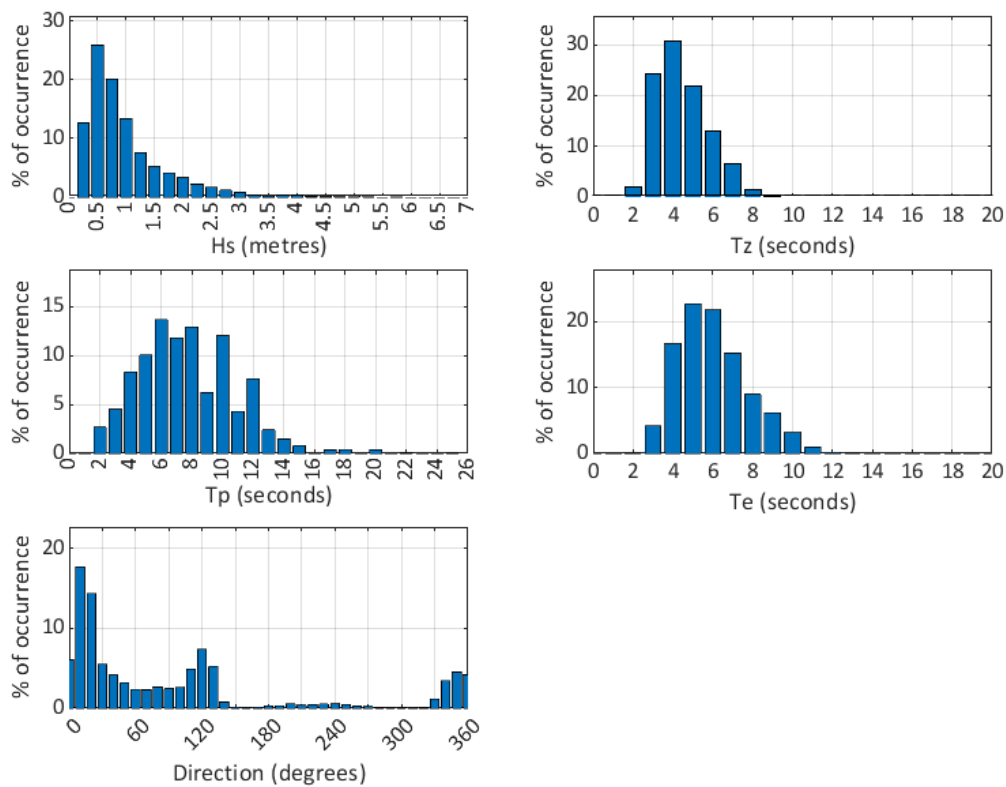 % of occurrence
30
20
10
0
0 0.5 1 1.5 2 2.5 3 3.5 4 4.5 5 5.5 6 6.5 7
Hs (metres)
% of occurrence
30
20
10
0
0 2 4 6 8 10 12 14 16 18 20
Tz (seconds)
% of occurrence
15
10
5
0
0 2 4 6 8 10 12 14 16 18 20 22 24 26
Tp (seconds)
% of occurrence
20
10
0
0 2 4 6 8 10 12 14 16 18 20
Te (seconds)
% of occurrence
20
10
0
0 60 120 180 240 300 360
Direction (degrees)